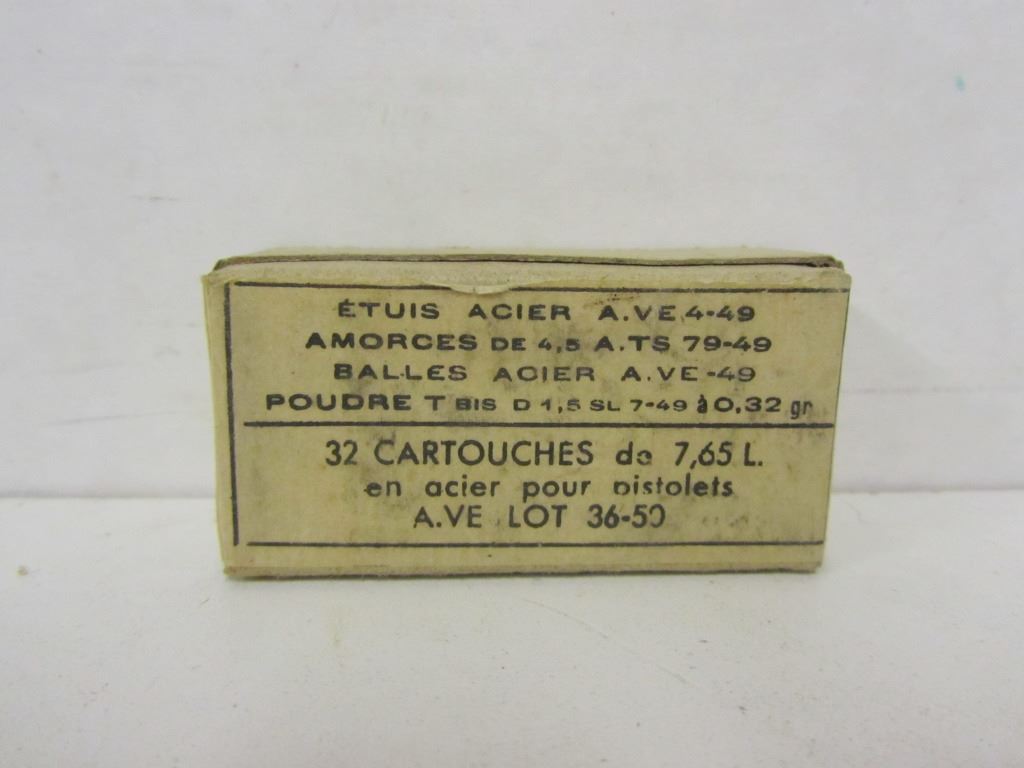 ÉTUIS ACIER A.VE.4-49
AMORCES DE 4,5 A.TS 79-49
BALLES ACIER A.VE-49
POUDRE T BIS D 1,5 SL 7-49 à 0,32 gr
32 CARTOUCHES de 7,65 L.
en acier pour pistolets
A.VE LOT 36-50